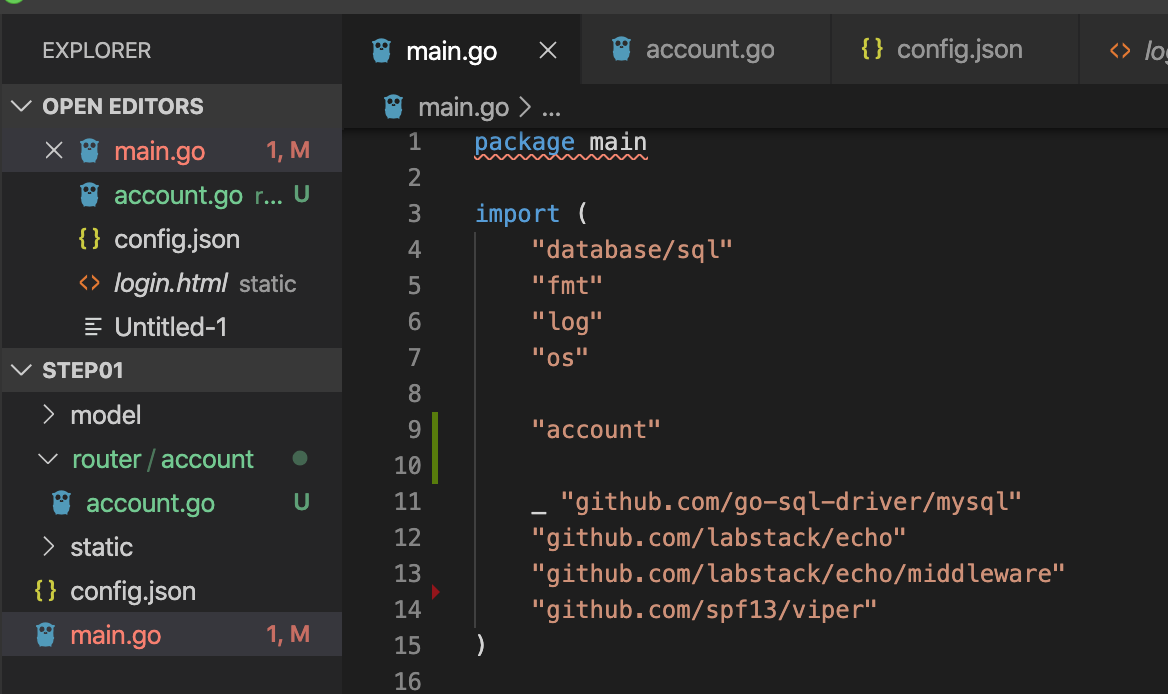 EXPLORER
OPEN EDITORS
main.go 1, M
account.go r... U
config.json
login.html static
Untitled-1
STEP01
model
router / account
account.go U
static
config.json
main.go 1, M
main.go account.go config.json log
main.go > ...
1 package main
2
3 import (
4 "database/sql"
5 "fmt"
6 "log"
7 "os"
8
9 "account"
10
11 _ "github.com/go-sql-driver/mysql"
12 "github.com/labstack/echo"
13 "github.com/labstack/echo/middleware"
14 "github.com/spf13/viper"
15 )
16